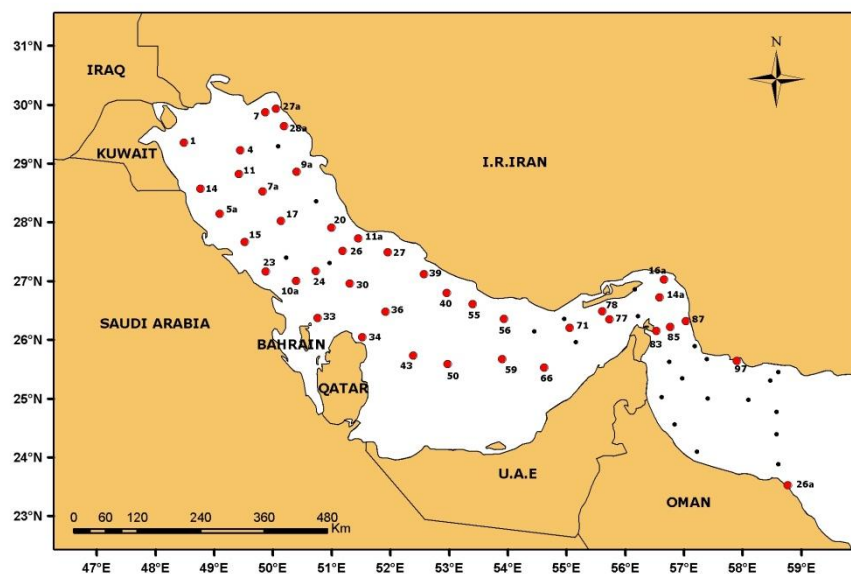 31°N
N
IRAQ
30°N
7
27a
28a
1
4
KUWAIT
29°N
11
9a
I.R.IRAN
14
7a
5a
17
20
28°N
15
11a
26
27
23
24
39
16a
27°N
10a
30
40
14a
55
78
33
36
56
77
87
SAUDI ARABIA
26°N
BAHRAIN
34
71
83
85
43
50
59
66
97
QATAR
25°N
24°N
U.A.E
26a
OMAN
23°N
0 60 120 240 360 480
Km
47°E 48°E 49°E 50°E 51°E 52°E 53°E 54°E 55°E 56°E 57°E 58°E 59°E